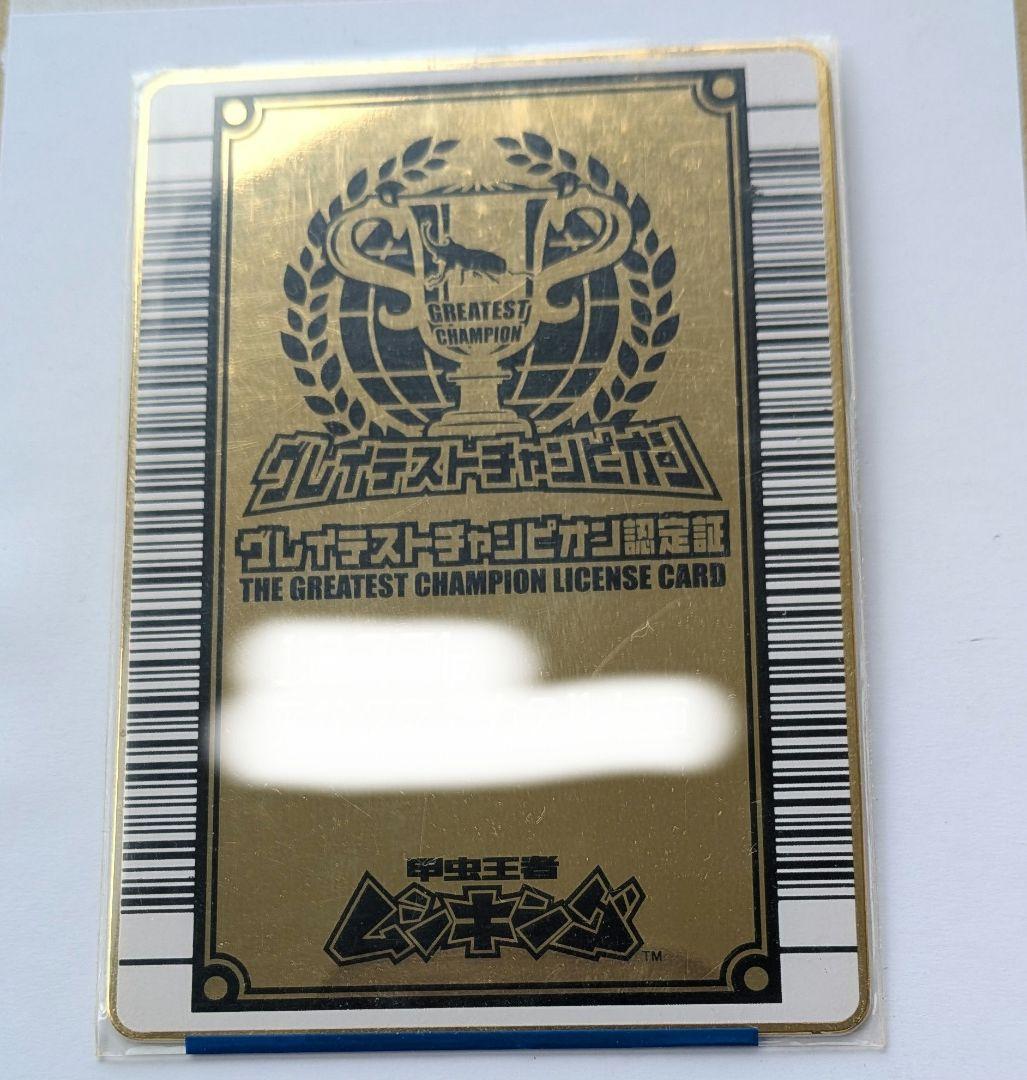 GREATEST
CHAMPION
グレイテストチャンピオン
グレイテストチャンピオン認定証
THE GREATEST CHAMPION LICENSE CARD
甲虫王者
ムシキング
TM